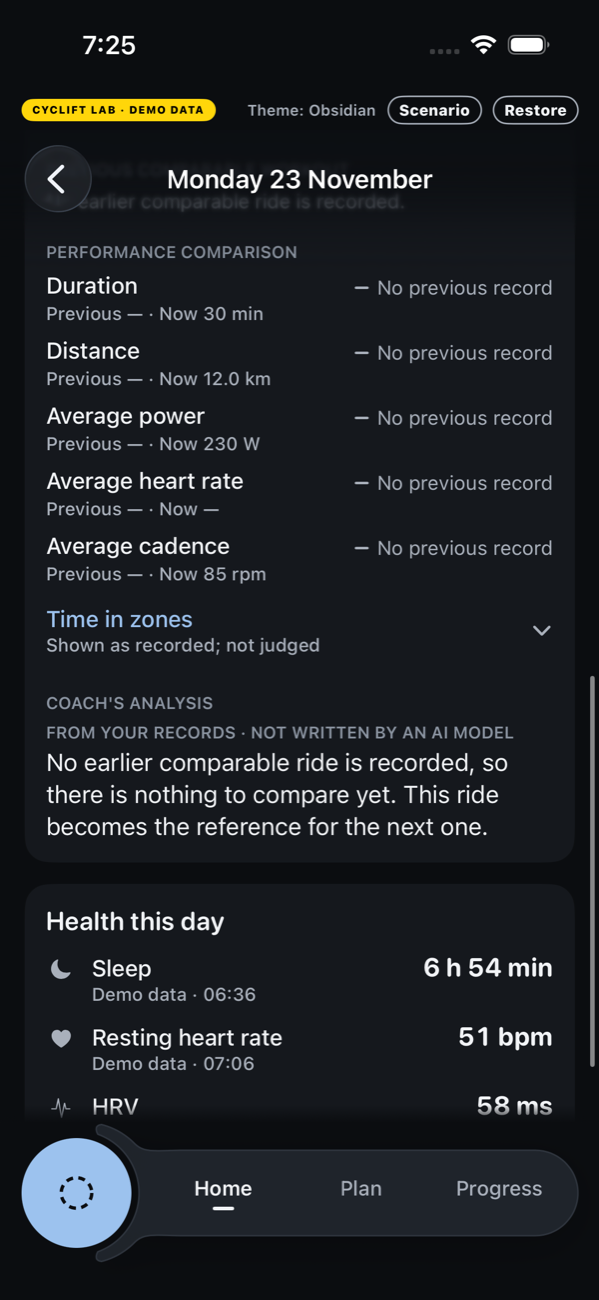 7:25
CYCLIFT LAB · DEMO DATA
Theme: Obsidian
Scenario
Restore
Monday 23 November
earlier comparable ride is recorded.
PERFORMANCE COMPARISON
Duration
— No previous record
Previous — · Now 30 min
Distance
— No previous record
Previous — · Now 12.0 km
Average power
— No previous record
Previous — · Now 230 W
Average heart rate
— No previous record
Previous — · Now —
Average cadence
— No previous record
Previous — · Now 85 rpm
Time in zones
Shown as recorded; not judged
COACH'S ANALYSIS
FROM YOUR RECORDS · NOT WRITTEN BY AN AI MODEL
No earlier comparable ride is recorded, so
there is nothing to compare yet. This ride
becomes the reference for the next one.
Health this day
Sleep
6 h 54 min
Demo data · 06:36
Resting heart rate
51 bpm
Demo data · 07:06
HRV
58 ms
Home
Plan
Progress